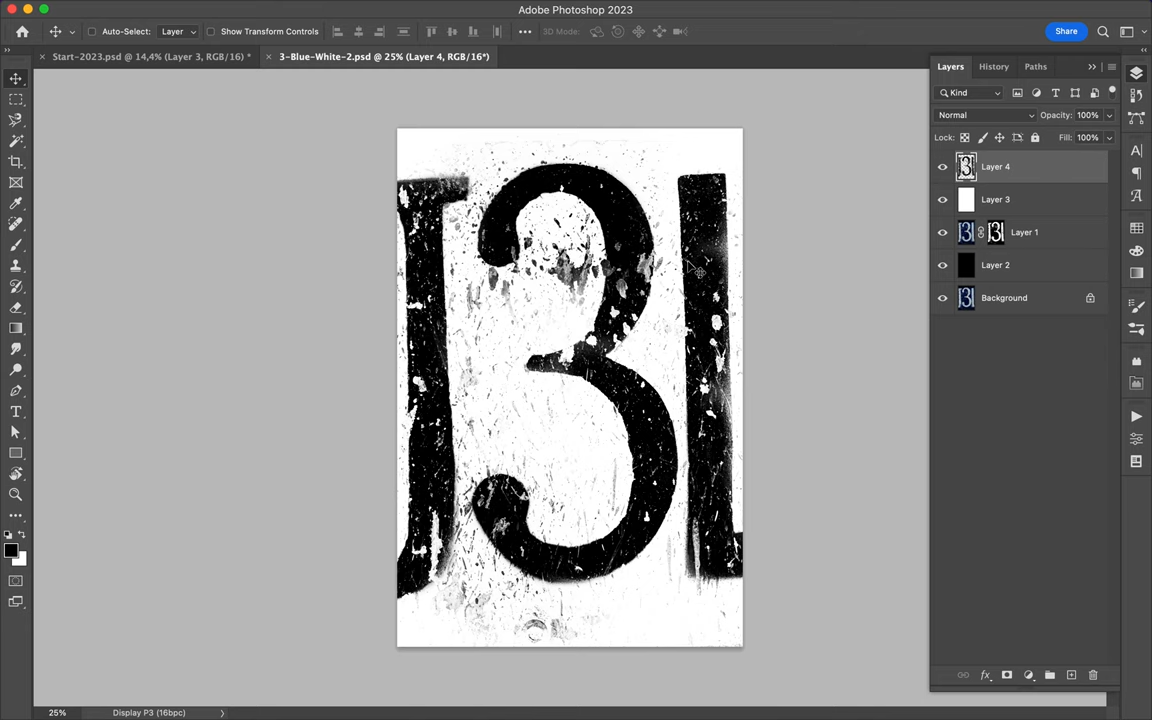 Adobe Photoshop 2023
Auto-Select: Layer Show Transform Controls 3D Mode: Share
Start-2023.psd @ 14,4% (Layer 3, RGB/16) * 3-Blue-White-2.psd @ 25% (Layer 4, RGB/16*)
Layers History Paths
Kind
Normal Opacity: 100%
Lock: Fill: 100%
Layer 4
Layer 3
Layer 1
Layer 2
Background
3
25% Display P3 (16bpc)